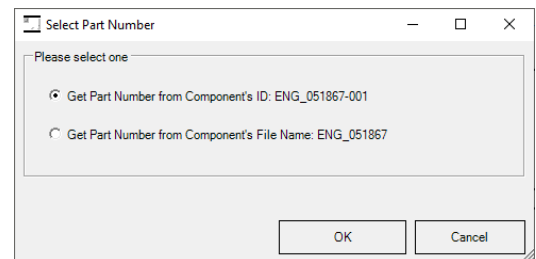 Select Part Number
Please select one
Get Part Number from Component's ID: ENG_051867-001
Get Part Number from Component's File Name: ENG_051867
OK
Cancel